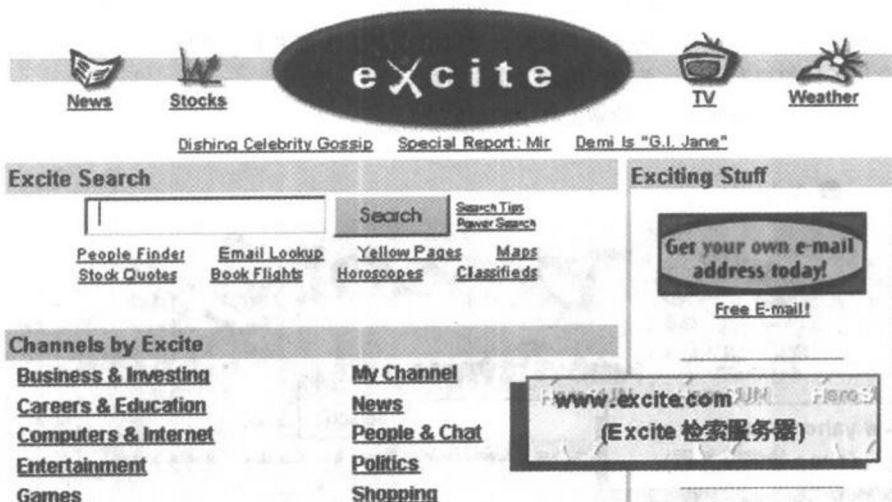 excite
News Stocks TV Weather
Dishing Celebrity Gossip Special Report: Mir Demi Is "G.I. Jane"
Excite Search
Search
Search Tips
Power Search
People Finder Email Lookup Yellow Pages Maps
Stock Quotes Book Flights Horoscopes Classifieds
Exciting Stuff
Get your own e-mail
address today!
Free E-mail!
Channels by Excite
Business & Investing
Careers & Education
Computers & Internet
Entertainment
Games
My Channel
News
People & Chat
Politics
Shopping
www.excite.com
(Excite 检索服务器)